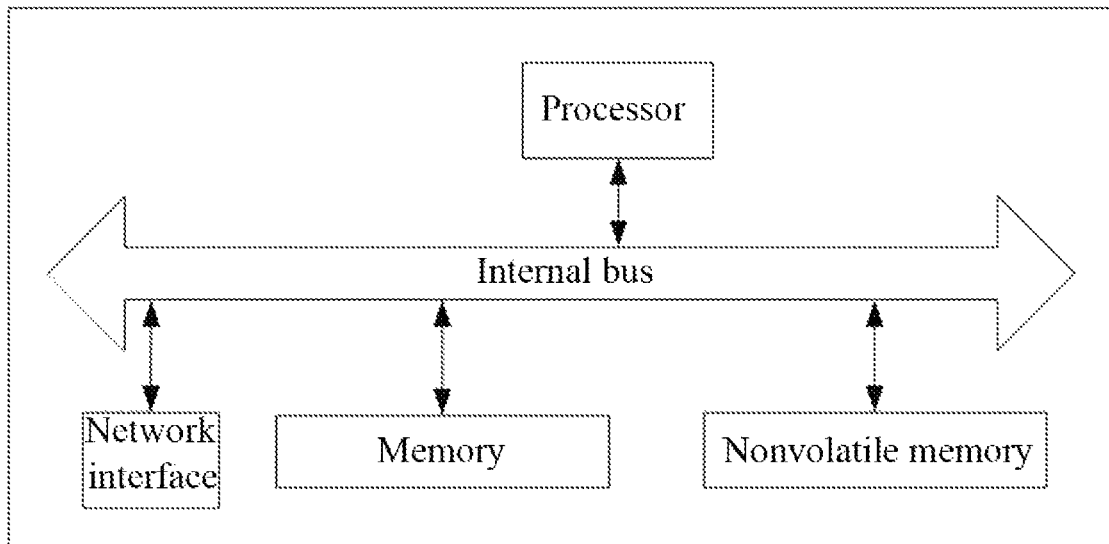 Processor
Internal bus
Network
interface
Memory
Nonvolatile memory